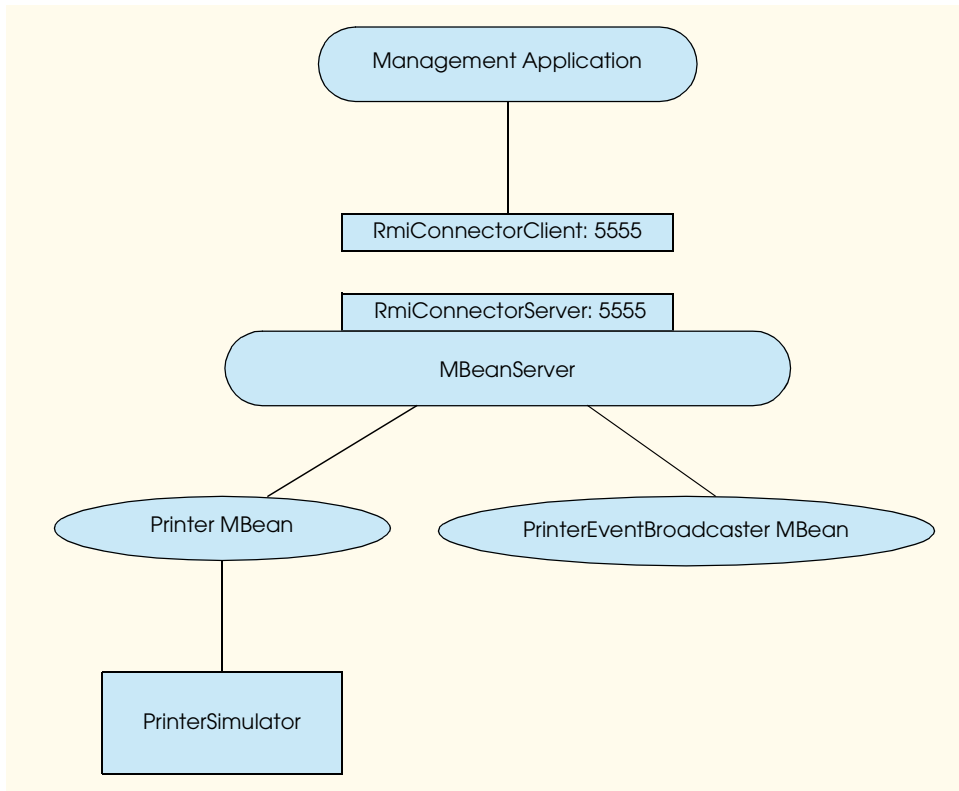 Management Application
RmiConnectorClient: 5555
RmiConnectorServer: 5555
MBeanServer
Printer MBean
PrinterEventBroadcaster MBean
PrinterSimulator